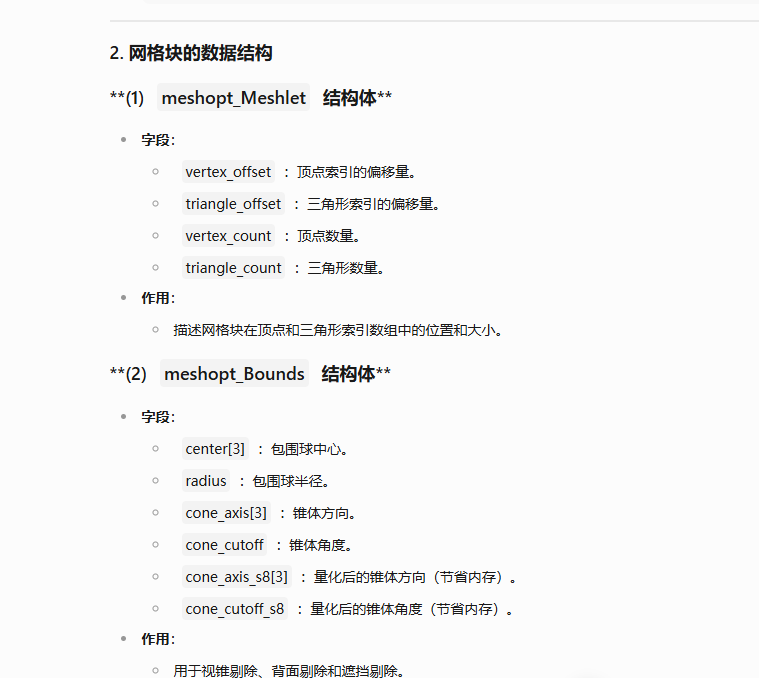 2. 网格块的数据结构
**(1) meshopt_Meshlet 结构体**
字段：
vertex_offset ：顶点索引的偏移量。
triangle_offset ：三角形索引的偏移量。
vertex_count ：顶点数量。
triangle_count ：三角形数量。
作用：
描述网格块在顶点和三角形索引数组中的位置和大小。
**(2) meshopt_Bounds 结构体**
字段：
center[3] ：包围球中心。
radius ：包围球半径。
cone_axis[3] ：锥体方向。
cone_cutoff ：锥体角度。
cone_axis_s8[3] ：量化后的锥体方向（节省内存）。
cone_cutoff_s8 ：量化后的锥体角度（节省内存）。
作用：
用于视锥剔除、背面剔除和遮挡剔除。